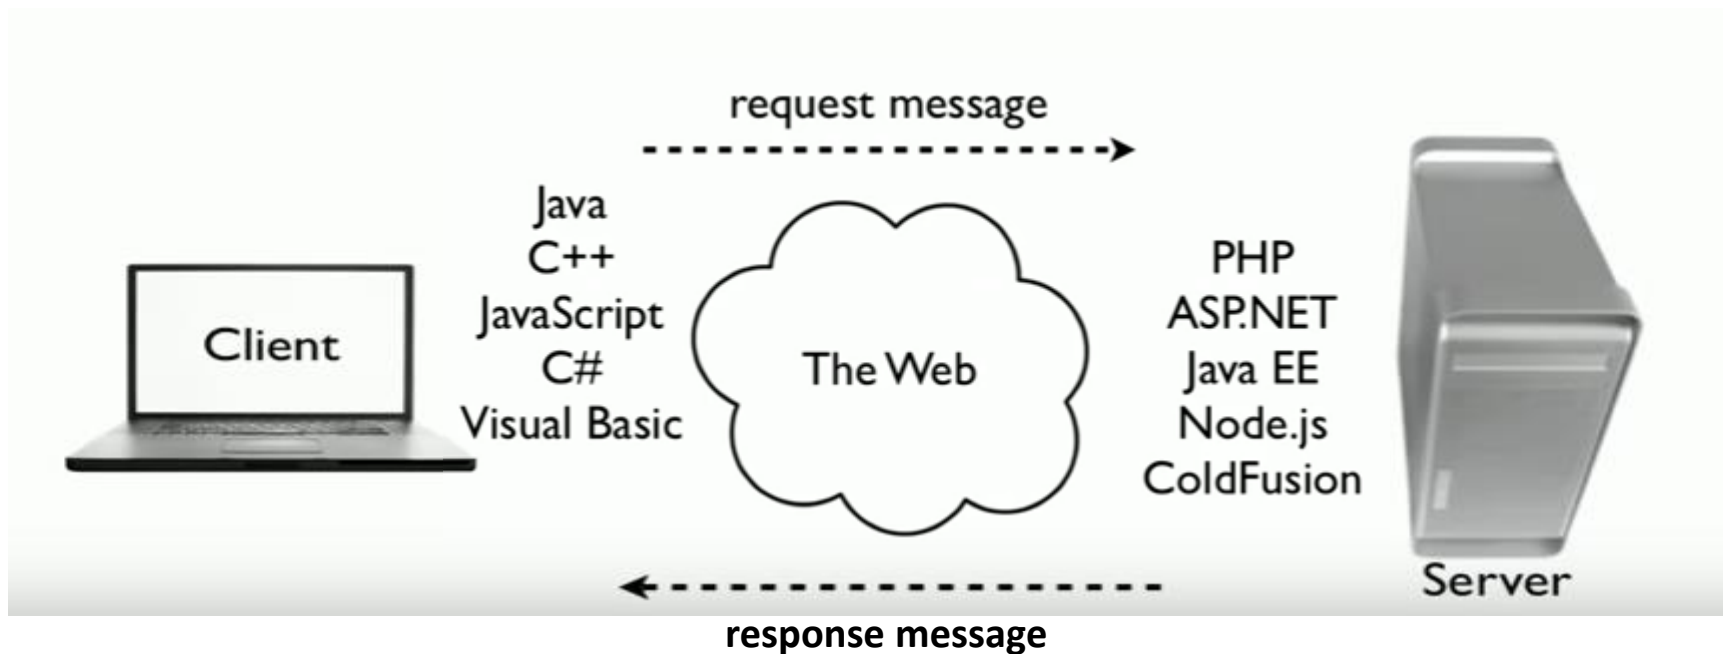 request message
Java
C++
JavaScript
C#
Visual Basic
Client
The Web
PHP
ASP.NET
Java EE
Node.js
ColdFusion
Server
response message